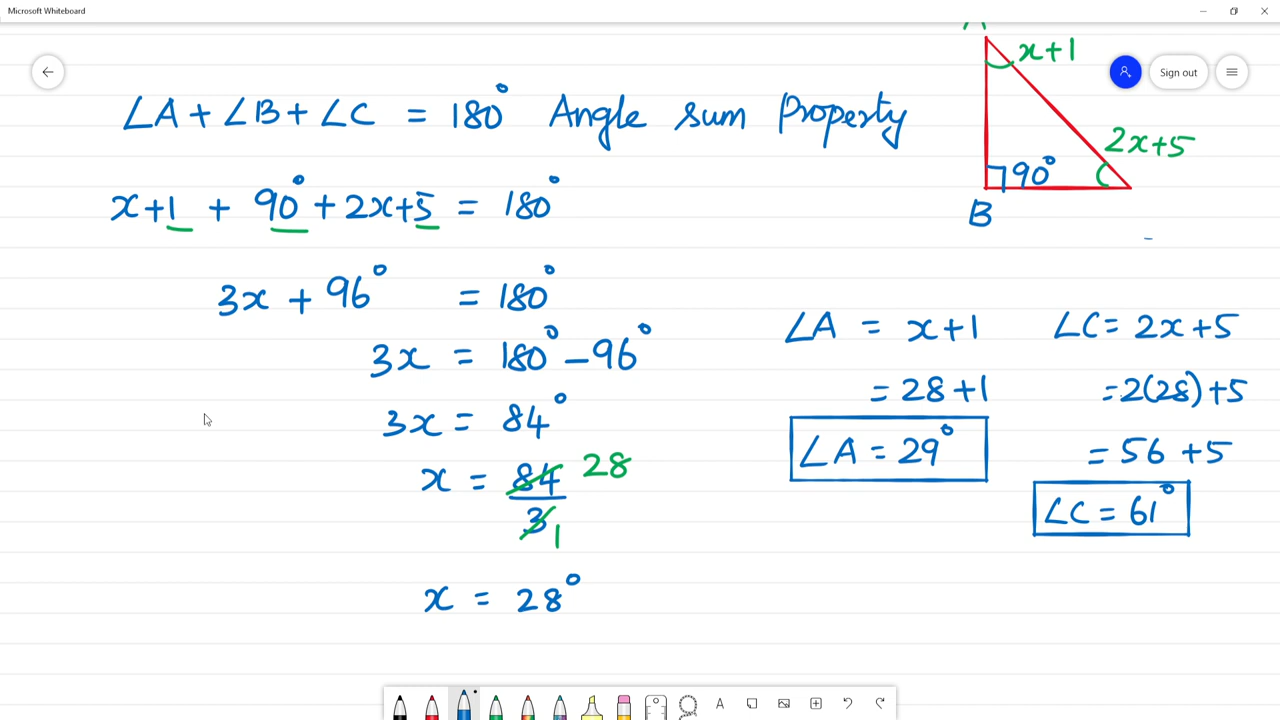 Microsoft Whiteboard
Sign out
∠A + ∠B + ∠C = 180° Angle sum Property
x+1 + 90° + 2x+5 = 180°
3x + 96° = 180°
3x = 180° - 96°
3x = 84°
x = 84/3 28 1
x = 28°
x+1
2x+5
90°
B
∠A = x+1
= 28+1
∠A = 29°
∠C = 2x+5
= 2(28)+5
= 56 +5
∠C = 61°
A